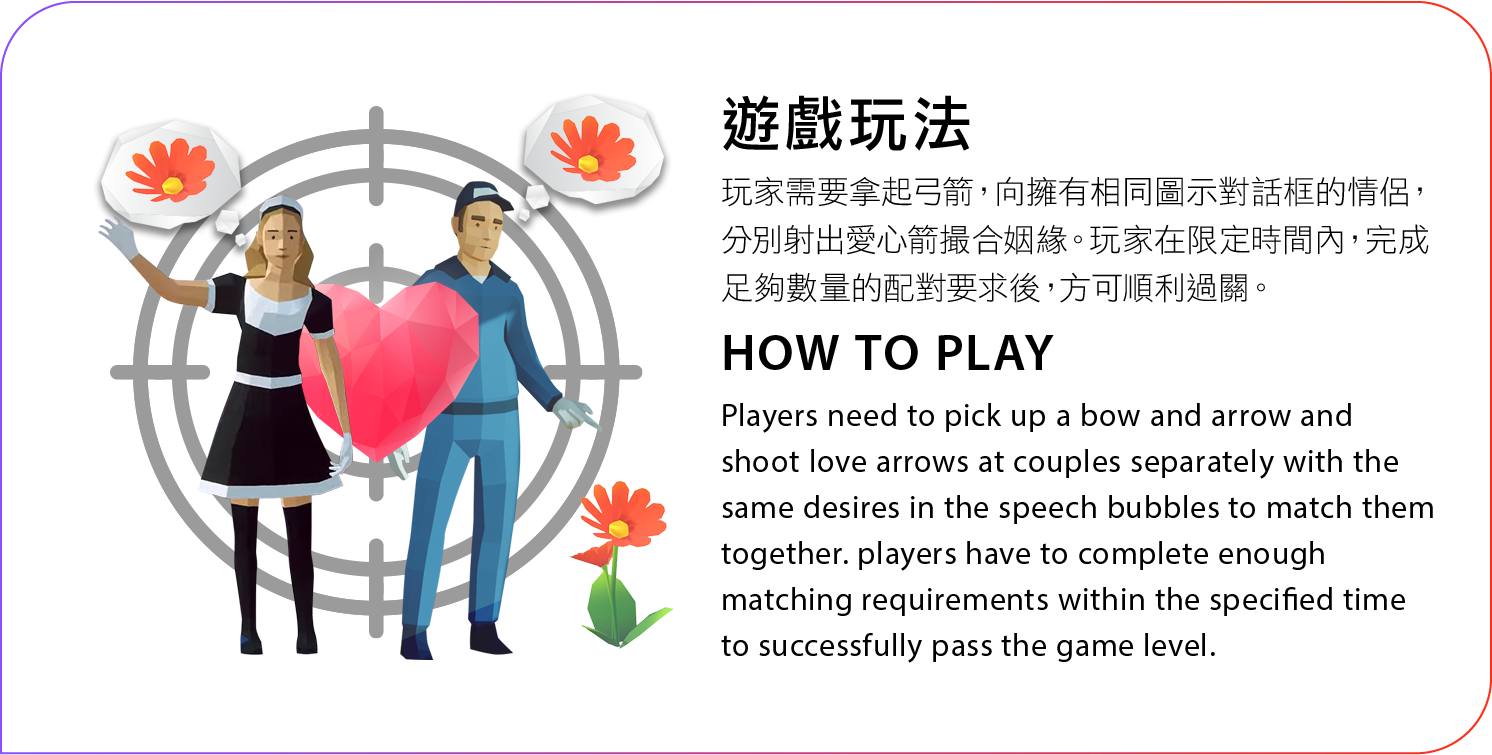 遊戲玩法
玩家需要拿起弓箭，向擁有相同圖示對話框的情侶，
分別射出愛心箭撮合姻緣。玩家在限定時間內，完成
足夠數量的配對要求後，方可順利過關。
HOW TO PLAY
Players need to pick up a bow and arrow and
shoot love arrows at couples separately with the
same desires in the speech bubbles to match them
together. players have to complete enough
matching requirements within the specified time
to successfully pass the game level.